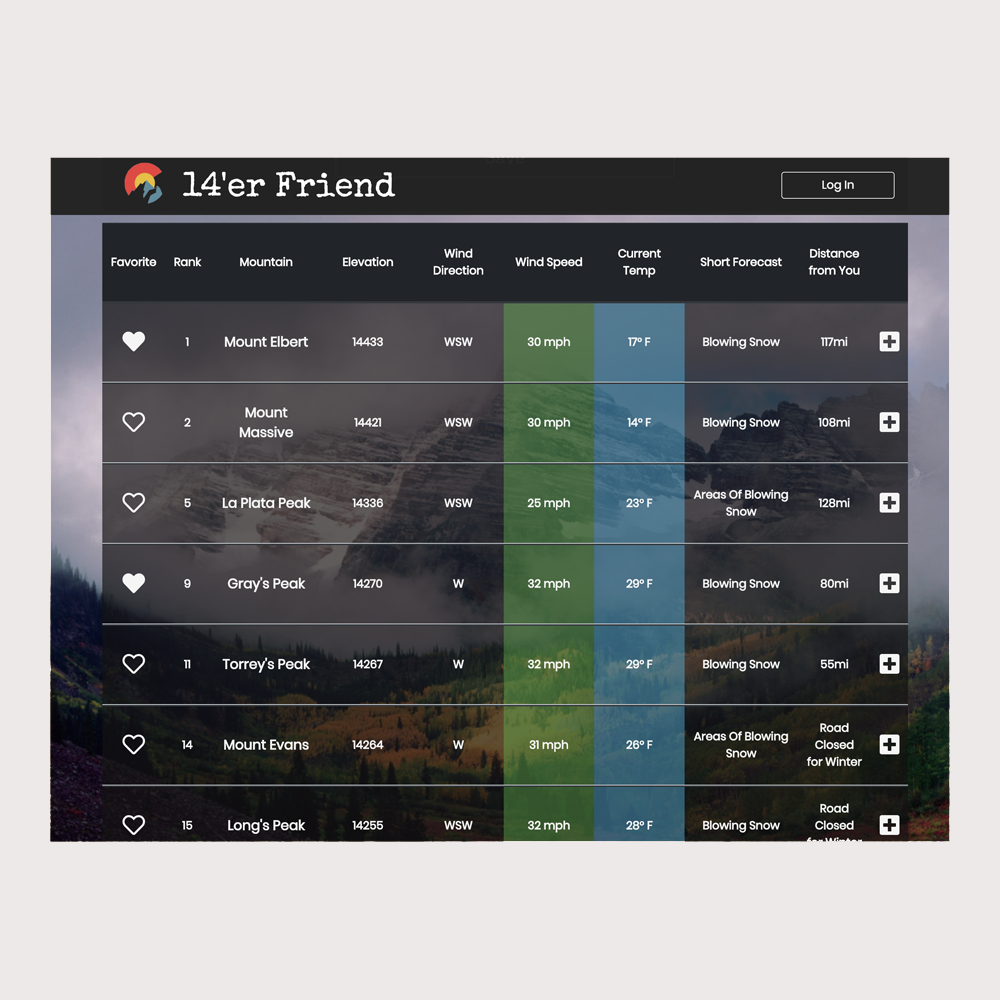 14'er Friend
Log In
Favorite Rank Mountain Elevation Wind Direction Wind Speed Current Temp Short Forecast Distance from You
1 Mount Elbert 14433 WSW 30 mph 17° F Blowing Snow 117mi
2 Mount Massive 14421 WSW 30 mph 14° F Blowing Snow 108mi
5 La Plata Peak 14336 WSW 25 mph 23° F Areas Of Blowing Snow 128mi
9 Gray's Peak 14270 W 32 mph 29° F Blowing Snow 80mi
11 Torrey's Peak 14267 W 32 mph 29° F Blowing Snow 55mi
14 Mount Evans 14264 W 31 mph 26° F Areas Of Blowing Snow Road Closed for Winter
15 Long's Peak 14255 WSW 32 mph 28° F Blowing Snow Road Closed for Winter